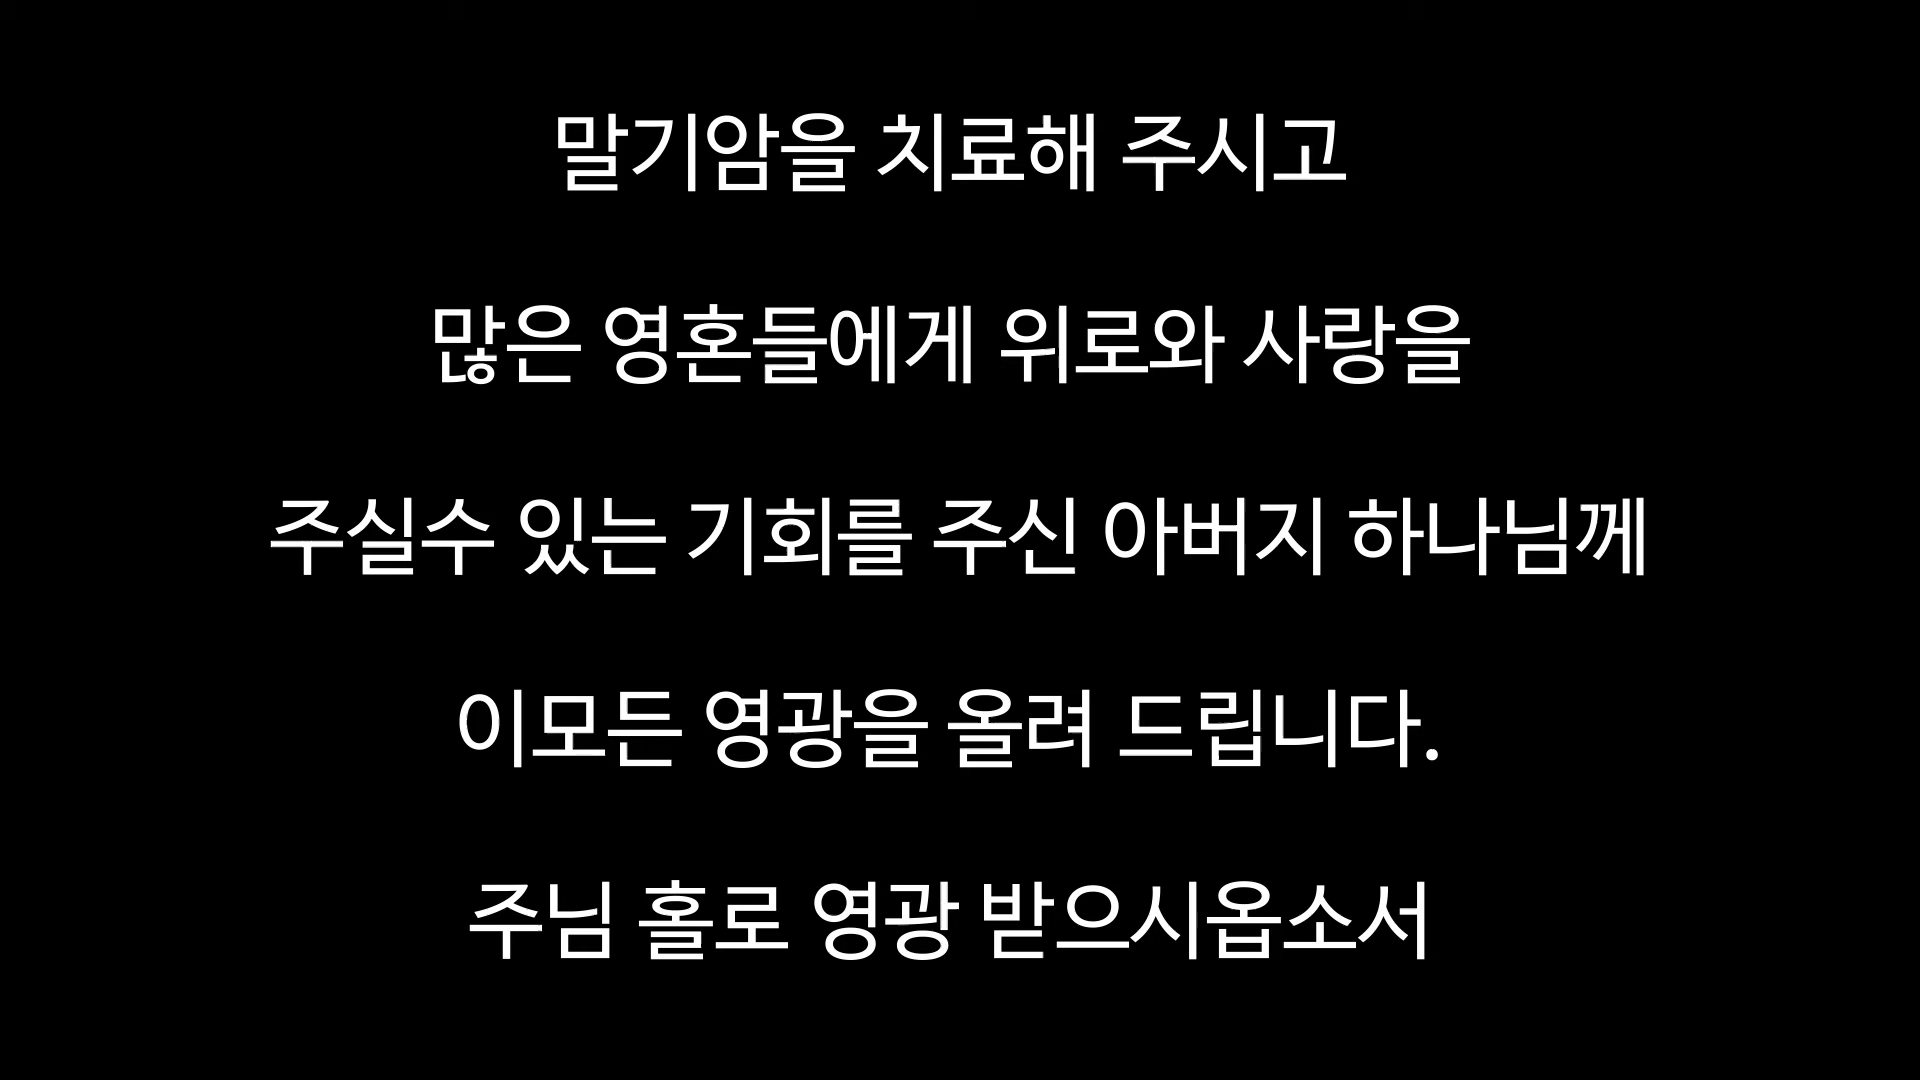 말기암을 치료해 주시고
많은 영혼들에게 위로와 사랑을
주실수 있는 기회를 주신 아버지 하나님께
이모든 영광을 올려 드립니다.
주님 홀로 영광 받으시옵소서